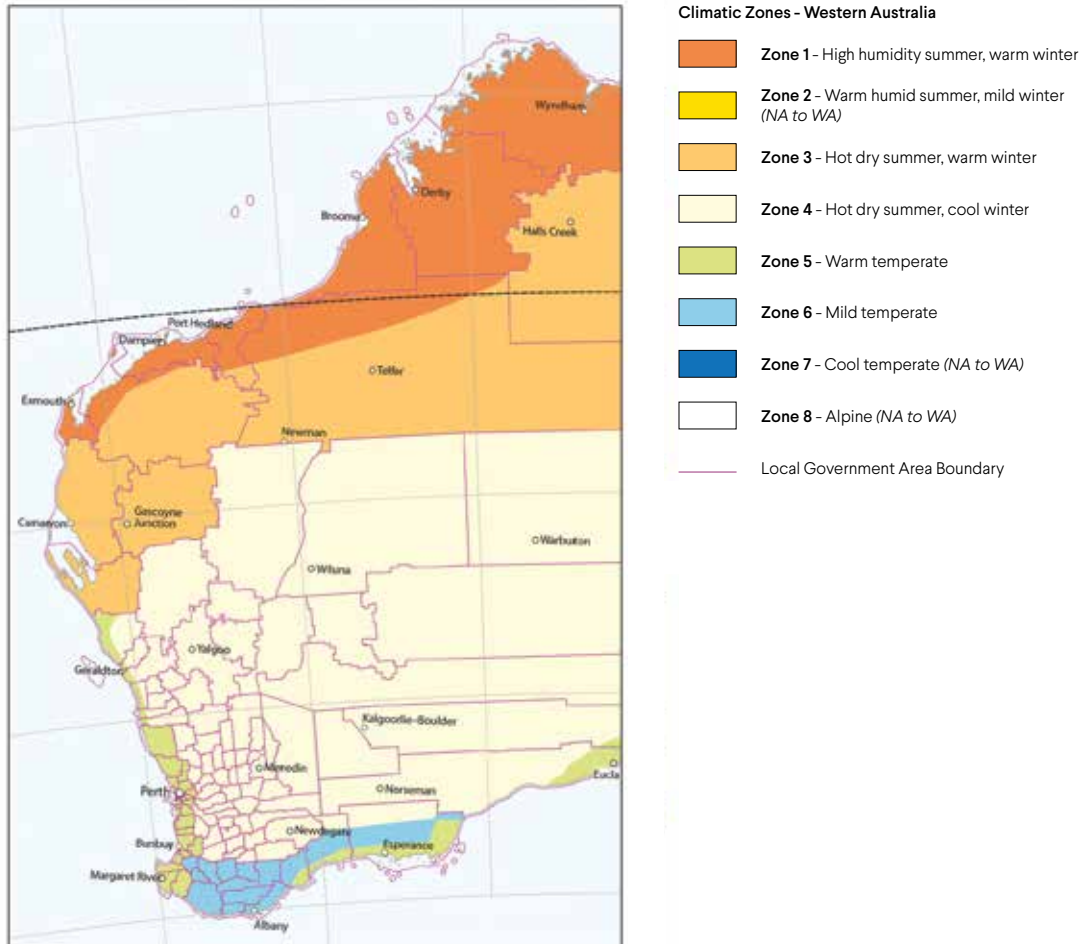 Climatic Zones - Western Australia
Zone 1 - High humidity summer, warm winter
Zone 2 - Warm humid summer, mild winter
(NA to WA)
Zone 3 - Hot dry summer, warm winter
Zone 4 - Hot dry summer, cool winter
Zone 5 - Warm temperate
Zone 6 - Mild temperate
Zone 7 - Cool temperate (NA to WA)
Zone 8 - Alpine (NA to WA)
Local Government Area Boundary
Wyndham
Derby
Broome
Halls Creek
Port Hedland
Dampier
Telfer
Exmouth
Newman
Gascoyne
Junction
Carnarvon
Warburton
Wiluna
Yalgoo
Geraldton
Kalgoorlie-Boulder
Merredin
Eucla
Perth
Norseman
Newdegate
Bunbuy
Esperance
Margaret River
Albany